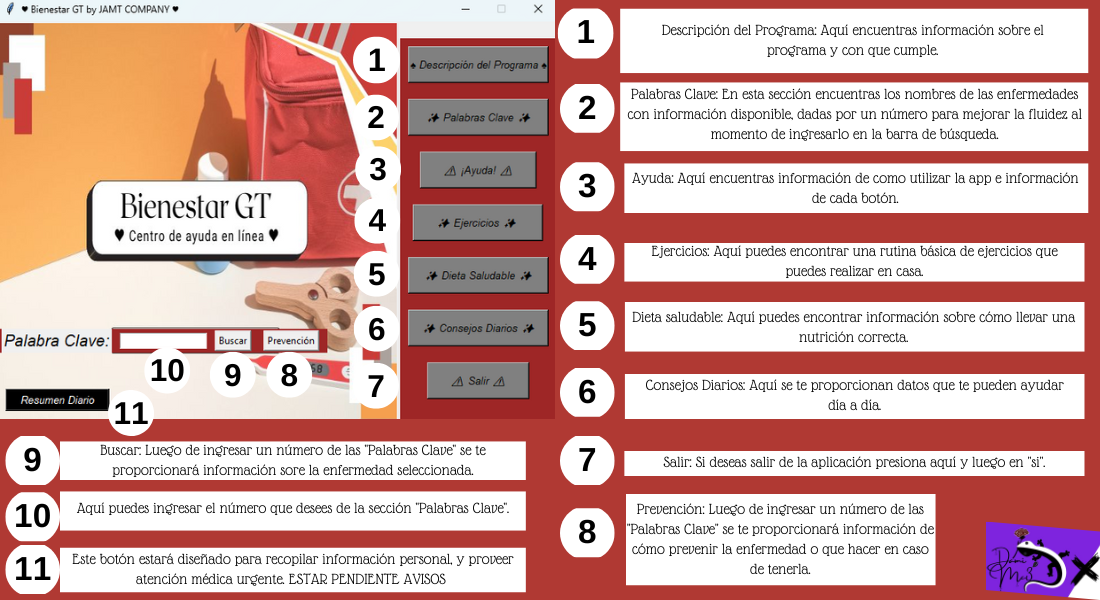 ♥ Bienestar GT by JAMT COMPANY ♥
1
♠ Descripción del Programa ♠
2
✨ Palabras Clave ✨
3
⚠ ¡Ayuda! ⚠
4
✨ Ejercicios ✨
5
✨ Dieta Saludable ✨
6
✨ Consejos Diarios ✨
7
⚠ Salir ⚠
Bienestar GT
♥ Centro de ayuda en línea ♥
Palabra Clave:
Buscar
Prevención
10
9
8
Resumen Diario
11
1
Descripción del Programa: Aquí encuentras información sobre el
programa y con que cumple.
2
Palabras Clave: En esta sección encuentras los nombres de las enfermedades
con información disponible, dadas por un número para mejorar la fluidez al
momento de ingresarlo en la barra de búsqueda.
3
Ayuda: Aquí encuentras información de como utilizar la app e información
de cada botón.
4
Ejercicios: Aquí puedes encontrar una rutina básica de ejercicios que
puedes realizar en casa.
5
Dieta saludable: Aquí puedes encontrar información sobre cómo llevar una
nutrición correcta.
6
Consejos Diarios: Aquí se te proporcionan datos que te pueden ayudar
día a día.
7
Salir: Si deseas salir de la aplicación presiona aquí y luego en "si".
8
Prevención: Luego de ingresar un número de las
"Palabras Clave" se te proporcionará información de
cómo prevenir la enfermedad o que hacer en caso
de tenerla.
9
Buscar: Luego de ingresar un número de las "Palabras Clave" se te
proporcionará información sore la enfermedad seleccionada.
10
Aquí puedes ingresar el número que desees de la sección "Palabras Clave".
11
Este botón estará diseñado para recopilar información personal, y proveer
atención médica urgente. ESTAR PENDIENTE AVISOS